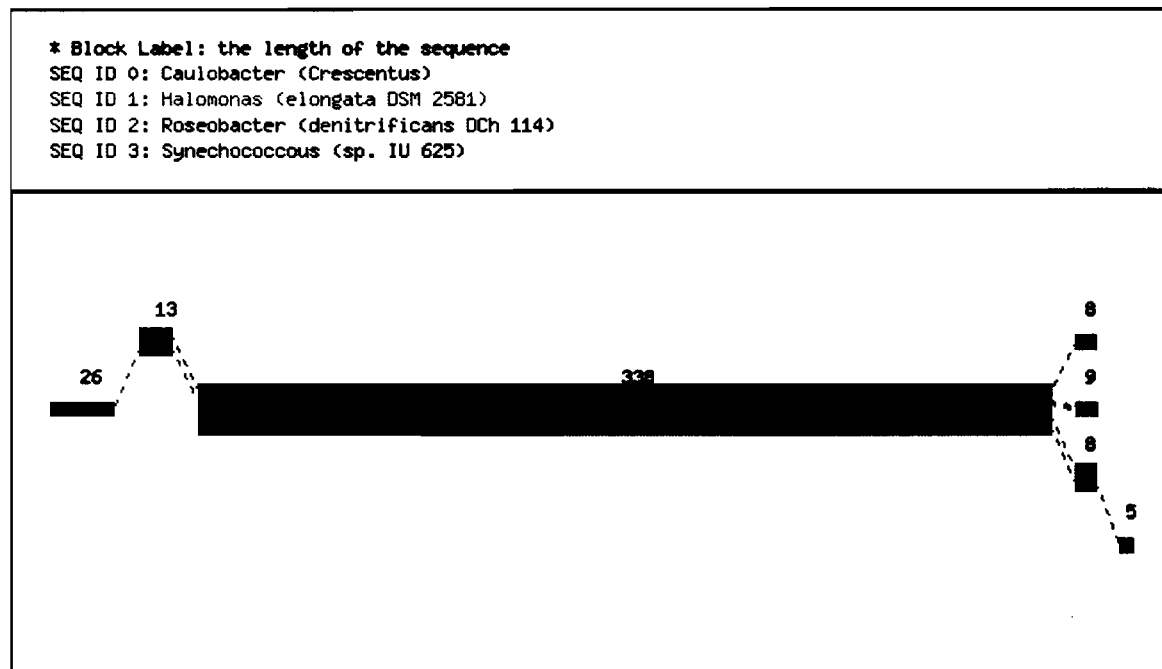 * Block Label: the length of the sequence
SEQ ID 0: Caulobacter (Crescentus)
SEQ ID 1: Halomonas (elongata DSM 2581)
SEQ ID 2: Roseobacter (denitrificans OCh 114)
SEQ ID 3: Synechococcous (sp. IU 625)
13
8
26
338
9
8
5